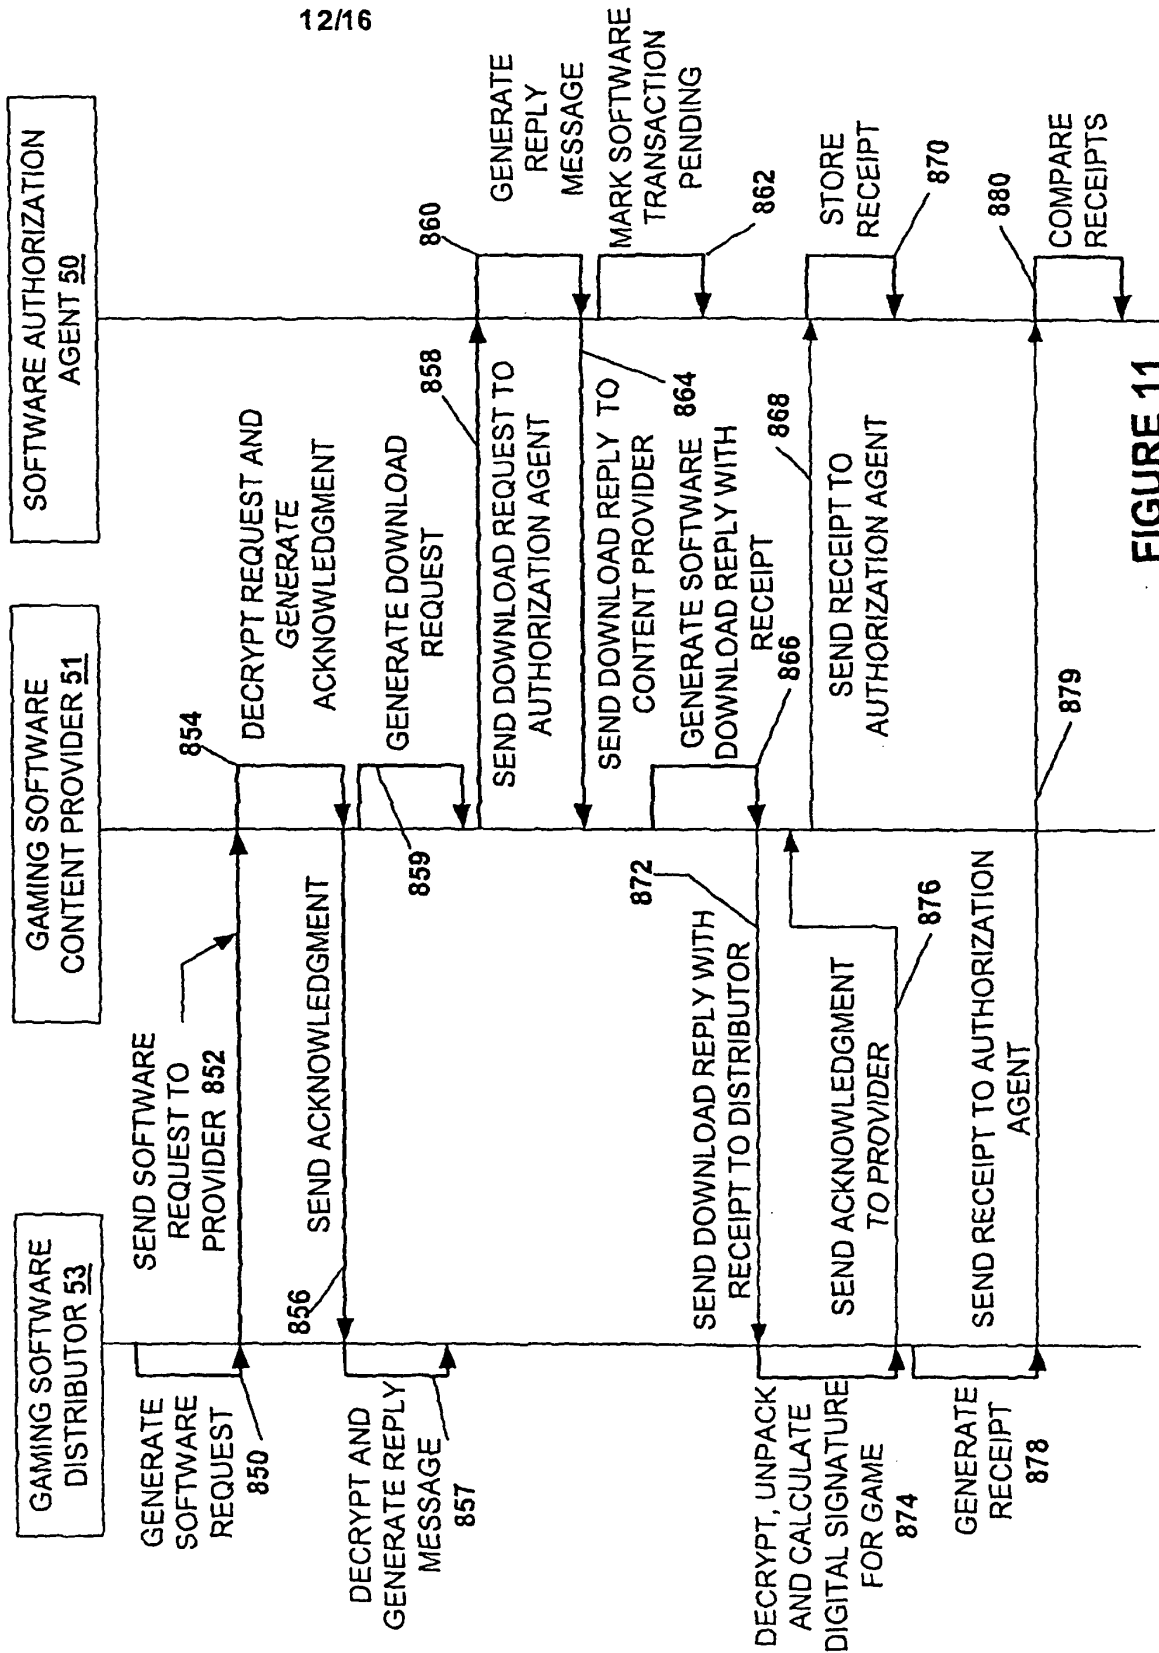 12/16
GAMING SOFTWARE
DISTRIBUTOR 53
GAMING SOFTWARE
CONTENT PROVIDER 51
SOFTWARE AUTHORIZATION
AGENT 50
GENERATE
SOFTWARE
REQUEST
850
SEND SOFTWARE
REQUEST TO
PROVIDER 852
854
DECRYPT REQUEST AND
GENERATE
ACKNOWLEDGMENT
SEND ACKNOWLEDGMENT
856
DECRYPT AND
GENERATE REPLY
MESSAGE
857
GENERATE DOWNLOAD
REQUEST
859
858
SEND DOWNLOAD REQUEST TO
AUTHORIZATION AGENT
860
GENERATE
REPLY
MESSAGE
MARK SOFTWARE
TRANSACTION
PENDING
862
864
SEND DOWNLOAD REPLY TO
CONTENT PROVIDER
GENERATE SOFTWARE
DOWNLOAD REPLY WITH
RECEIPT
866
868
SEND RECEIPT TO
AUTHORIZATION AGENT
STORE
RECEIPT
870
872
SEND DOWNLOAD REPLY WITH
RECEIPT TO DISTRIBUTOR
DECRYPT, UNPACK
AND CALCULATE
DIGITAL SIGNATURE
FOR GAME
874
SEND ACKNOWLEDGMENT
TO PROVIDER
876
GENERATE
RECEIPT
878
SEND RECEIPT TO AUTHORIZATION
AGENT
879
880
COMPARE
RECEIPTS
FIGURE 11